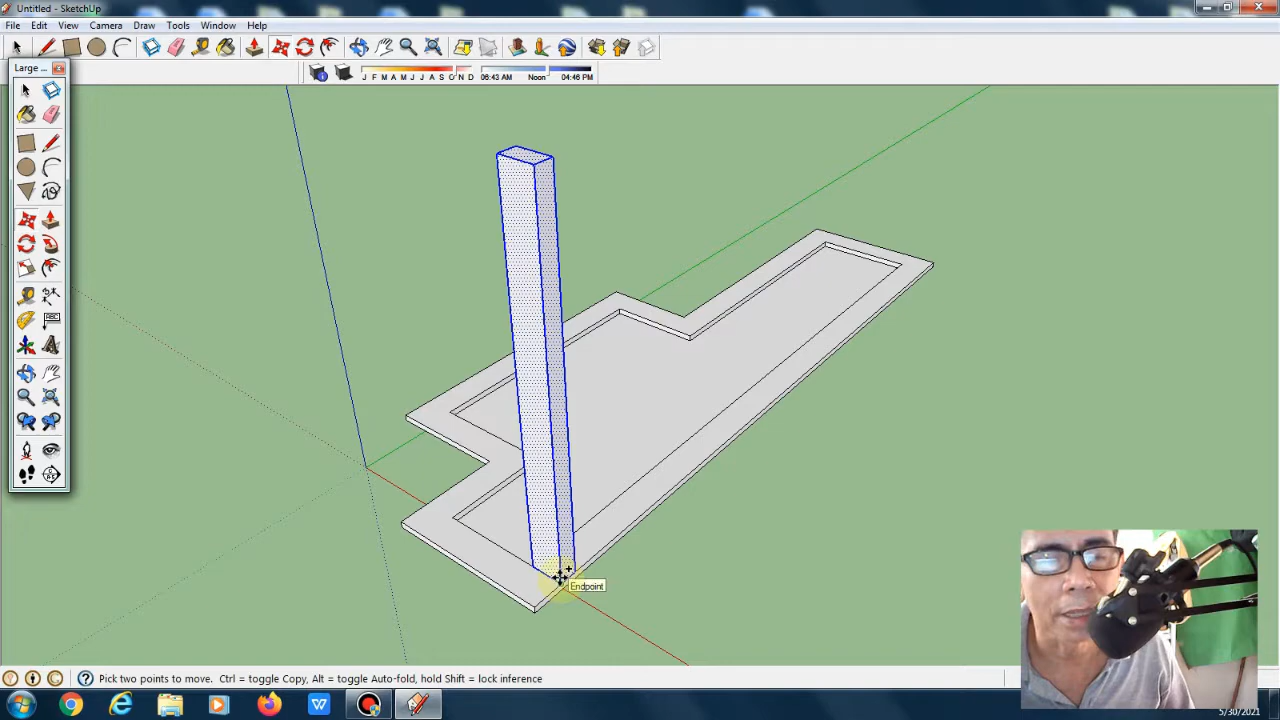 Untitled - SketchUp
File Edit View Camera Draw Tools Window Help
Large ...
J F M A M J J A S O N D 06:43 AM Noon 04:46 PM
ABC
Endpoint
Pick two points to move. Ctrl = toggle Copy, Alt = toggle Auto-fold, hold Shift = lock inference
5/30/2021